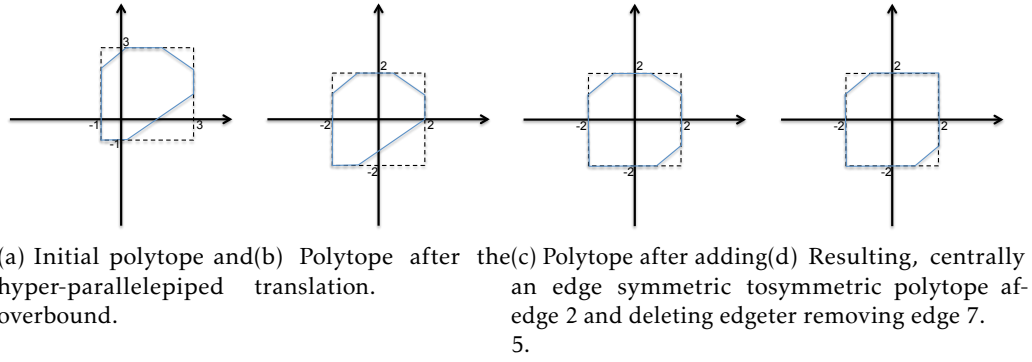 3
-1
3
-1
2
-2
2
-2
2
-2
2
-2
2
-2
2
-2
(a) Initial polytope and
hyper-parallelepiped
overbound.
(b) Polytope after the
translation.
(c) Polytope after adding
an edge symmetric to
edge 2 and deleting edge
5.
(d) Resulting, centrally
symmetric polytope af-
ter removing edge 7.